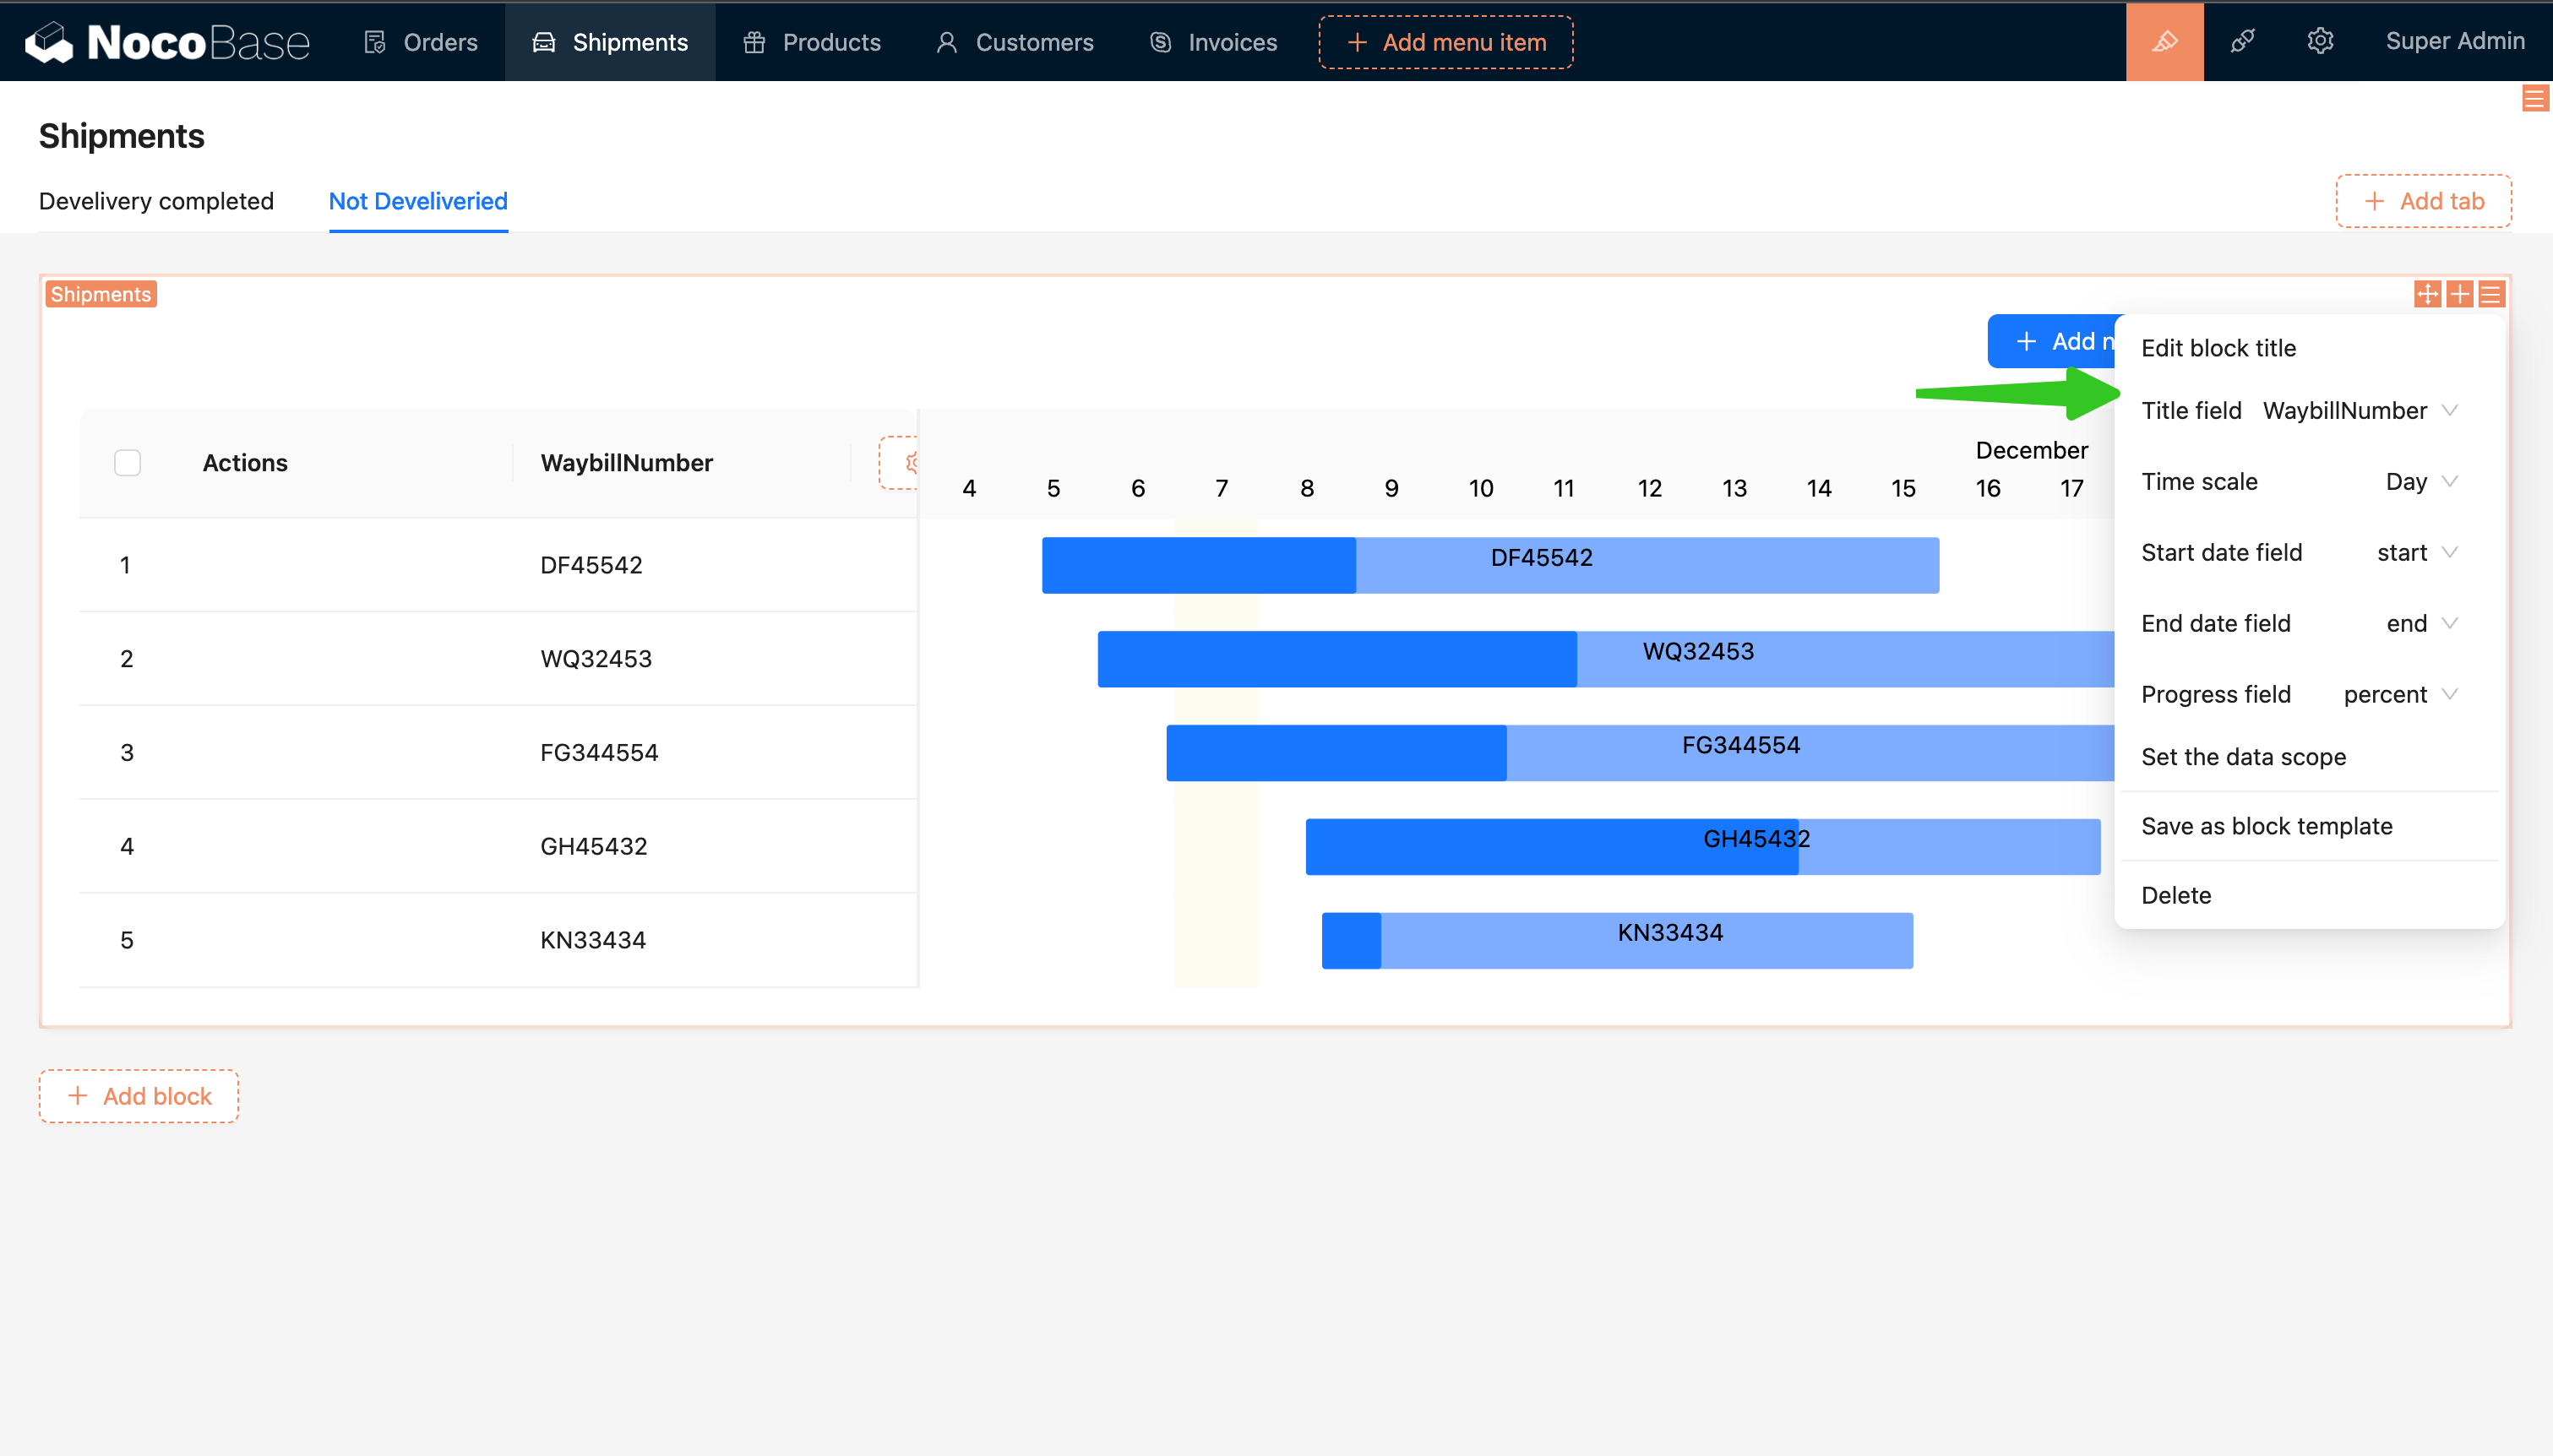 NocoBase Orders Shipments Products Customers Invoices + Add menu item Super Admin
Shipments
Develivery completed Not Develiveried + Add tab
Shipments
+ Add n
Edit block title
Title field WaybillNumber
Time scale Day
Start date field start
End date field end
Progress field percent
Set the data scope
Save as block template
Delete
Actions WaybillNumber
December
4 5 6 7 8 9 10 11 12 13 14 15 16 17
1 DF45542 DF45542
2 WQ32453 WQ32453
3 FG344554 FG344554
4 GH45432 GH45432
5 KN33434 KN33434
+ Add block